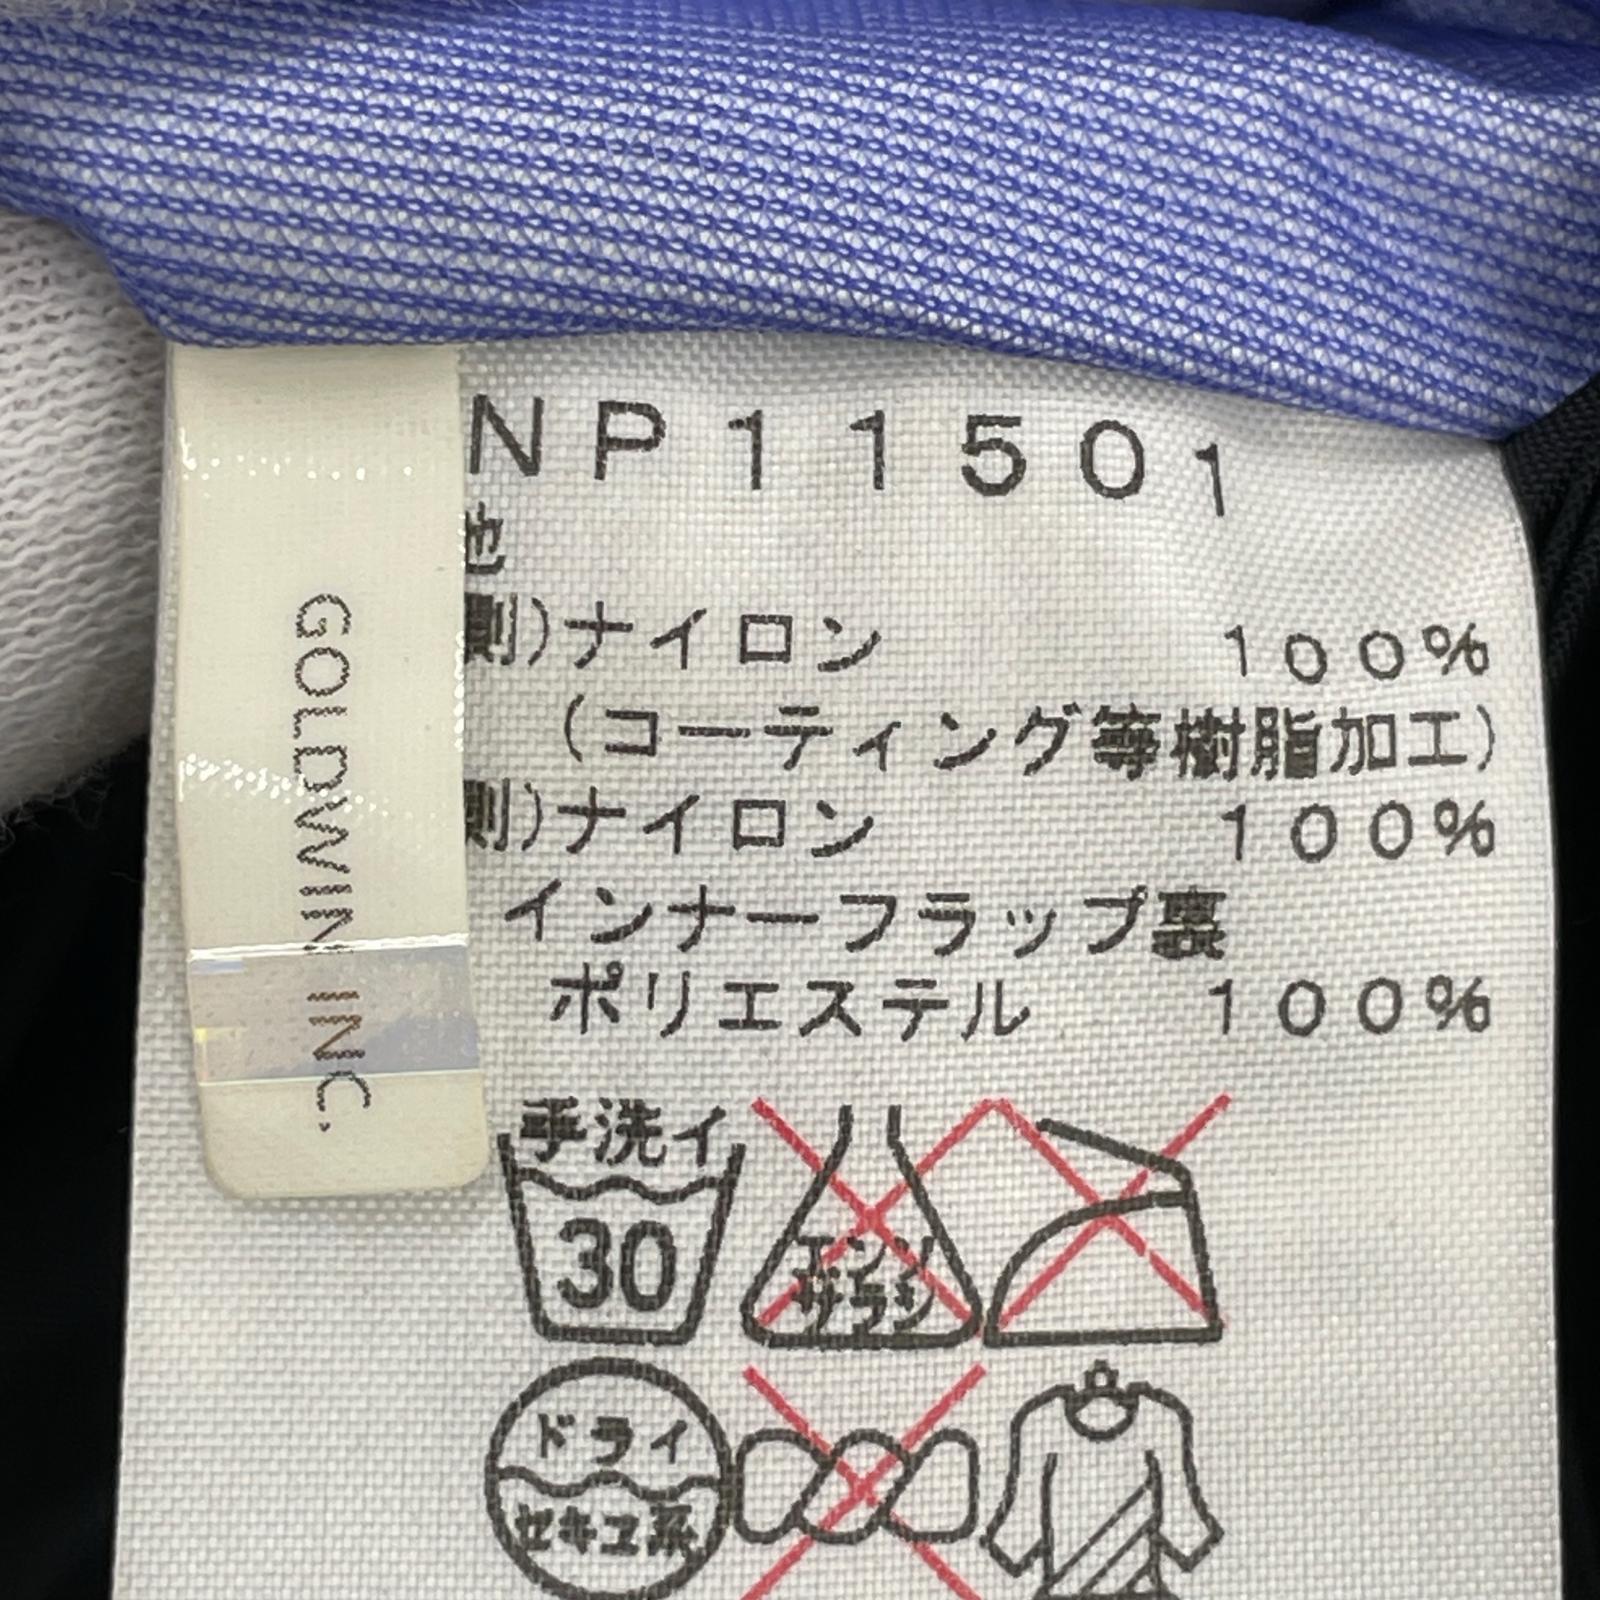 NP11501
GOLDWIN INC.
ナイロン 100%
(コーティング等樹脂加工)
ナイロン 100%
インナーフラップ裏
ポリエステル 100%
手洗イ
30
エンソ
サラシ
ドライ
セキユ系